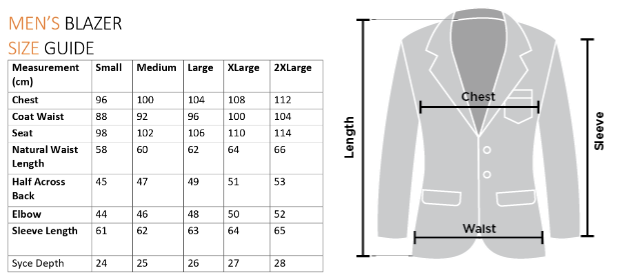 MEN'S BLAZER
SIZE GUIDE
Measurement (cm) Small Medium Large XLarge 2XLarge
Chest 96 100 104 108 112
Coat Waist 88 92 96 100 104
Seat 98 102 106 110 114
Natural Waist Length 58 60 62 64 66
Half Across Back 45 47 49 51 53
Elbow 44 46 48 50 52
Sleeve Length 61 62 63 64 65
Syce Depth 24 25 26 27 28
Length
Chest
Sleeve
Waist